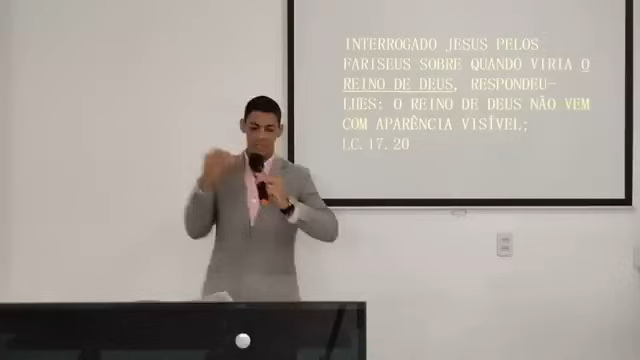 INTERROGADO JESUS PELOS
FARISEUS SOBRE QUANDO VIRIA O
REINO DE DEUS, RESPONDEU-
LHES: O REINO DE DEUS NÃO VEM
COM APARÊNCIA VISÍVEL;
LC.17.20